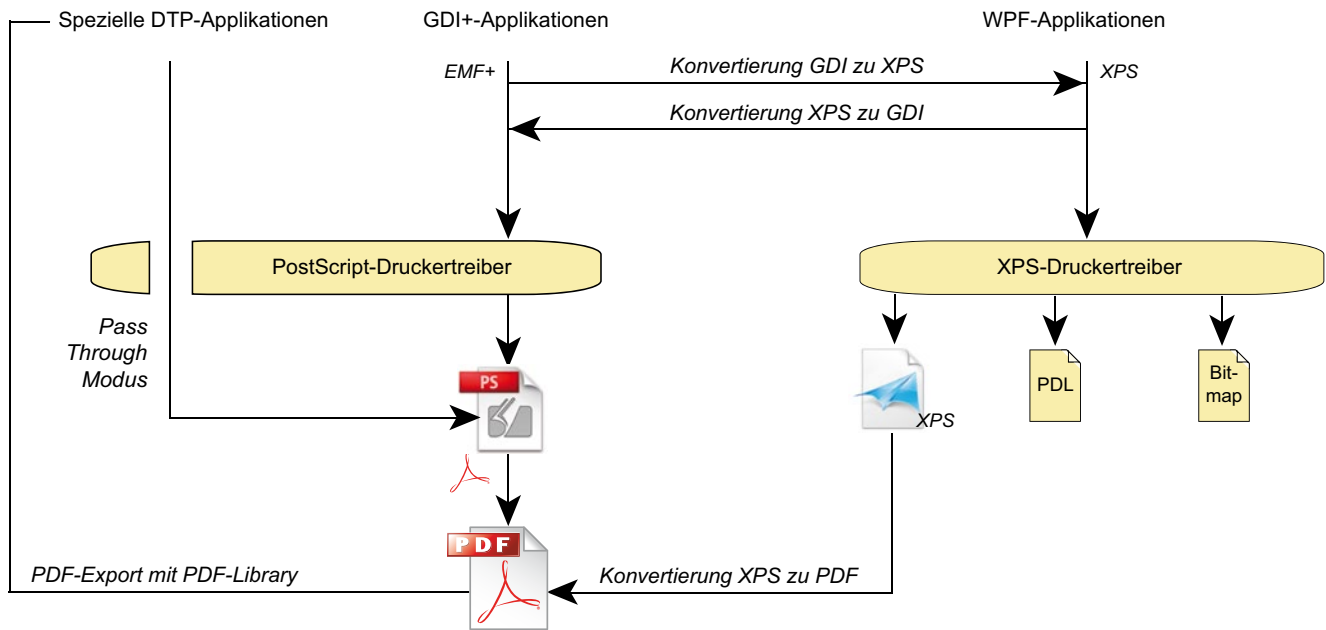 Spezielle DTP-Applikationen
GDI+-Applikationen
WPF-Applikationen
EMF+
Konvertierung GDI zu XPS
XPS
Konvertierung XPS zu GDI
PostScript-Druckertreiber
XPS-Druckertreiber
Pass
Through
Modus
PS
XPS
PDL
Bit-
map
PDF
PDF-Export mit PDF-Library
Konvertierung XPS zu PDF